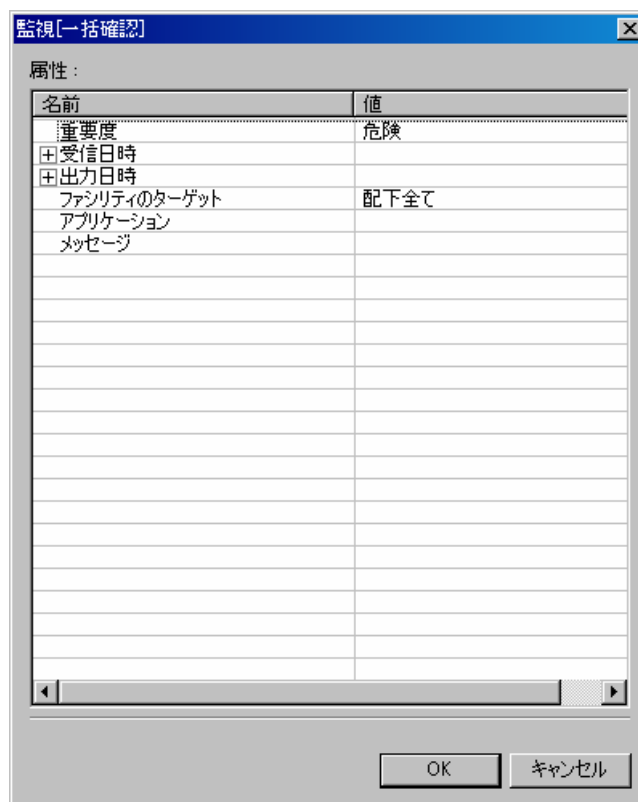 監視[一括確認]
属性：
名前 値
重要度 危険
受信日時
出力日時
ファシリティのターゲット 配下全て
アプリケーション
メッセージ
OK キャンセル